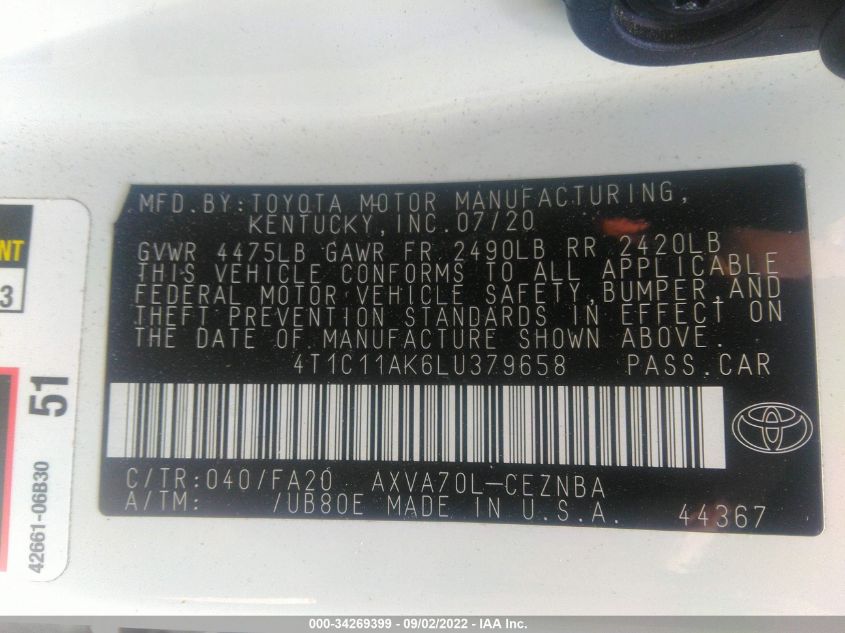 MFD.BY:TOYOTA MOTOR MANUFACTURING,
KENTUCKY,INC.07/20
GVWR 4475LB GAWR FR 2490LB RR 2420LB
THIS VEHICLE CONFORMS TO ALL APPLICABLE
FEDERAL MOTOR VEHICLE SAFETY,BUMPER,AND
THEFT PREVENTION STANDARDS IN EFFECT ON
THE DATE OF MANUFACTURE SHOWN ABOVE.
4T1C11AK6LU379658 PASS.CAR
C/TR:040/FA20 AXVA70L-CEZNBA
A/TM: /UB80E MADE IN U.S.A. 44367
3
51
42661-06B30
000-34269399 - 09/02/2022 - IAA Inc.